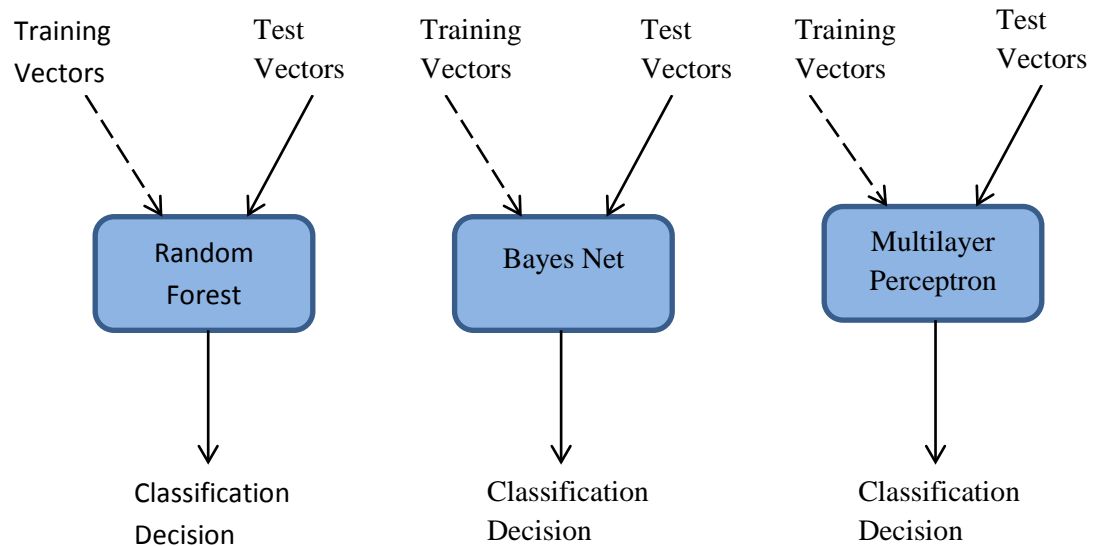 Training
Vectors
Test
Vectors
Random
Forest
Classification
Decision
Training
Vectors
Test
Vectors
Bayes Net
Classification
Decision
Training
Vectors
Test
Vectors
Multilayer
Perceptron
Classification
Decision